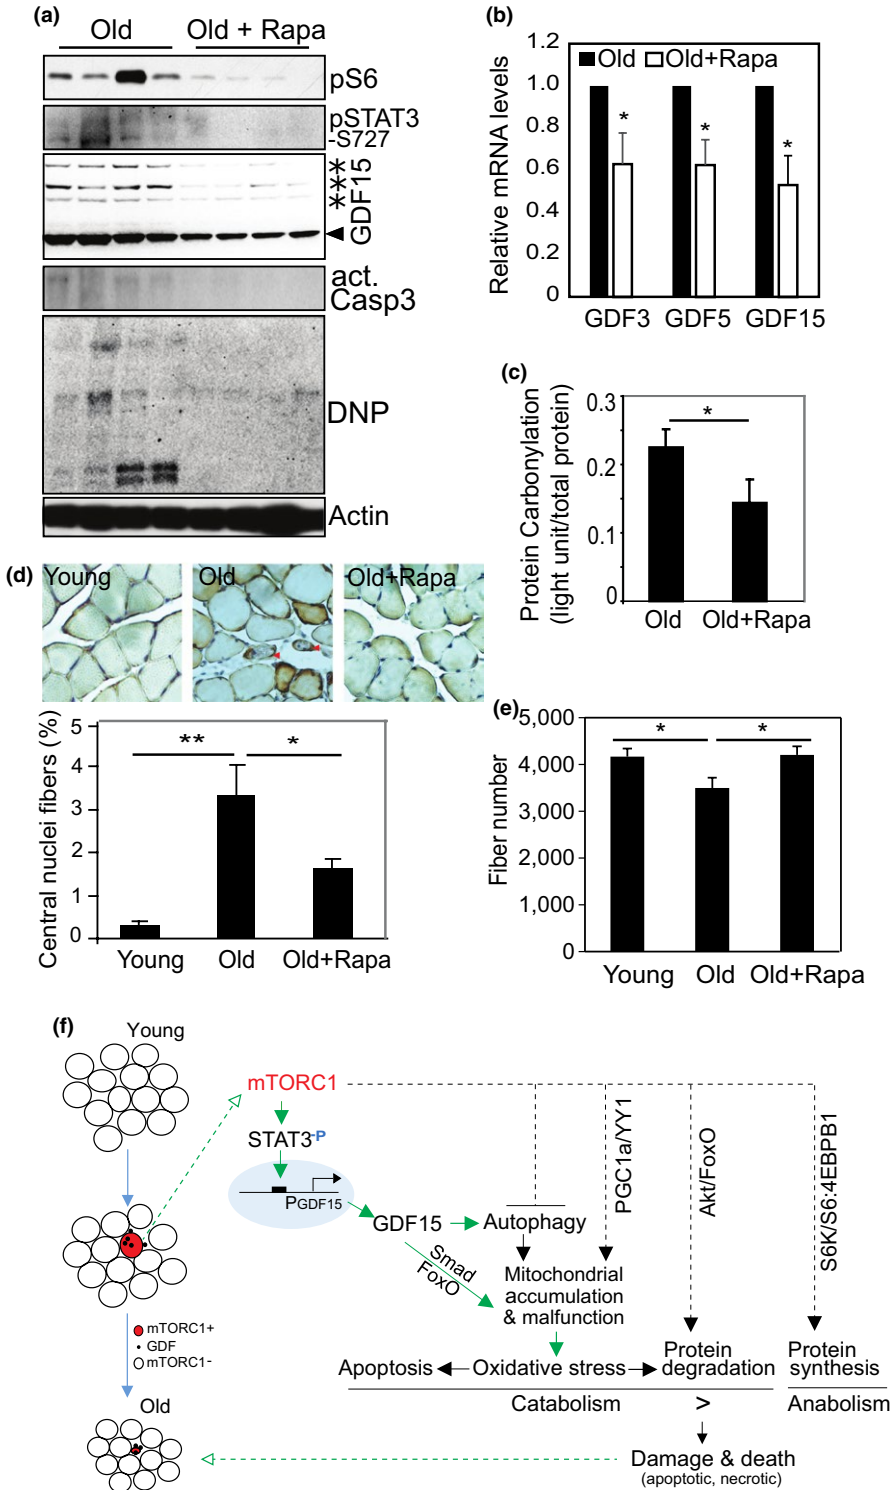 (a)
Old
Old + Rapa
pS6
pSTAT3
-S727
***
GDF15
act.
Casp3
DNP
Actin
(b)
Relative mRNA levels
1.2
1.0
0.8
0.6
0.4
0.2
0
Old
Old+Rapa
*
*
*
GDF3
GDF5
GDF15
(c)
Protein Carbonylation
(light unit/total protein)
0.3
0.2
0.1
0
*
Old
Old+Rapa
(d)
Young
Old
Old+Rapa
Central nuclei fibers (%)
5
4
3
2
1
0
**
*
Young
Old
Old+Rapa
(e)
Fiber number
5,000
4,000
3,000
2,000
1,000
0
*
*
Young
Old
Old+Rapa
(f)
Young
mTORC1+
GDF
mTORC1-
Old
mTORC1
STAT3-P
PGDF15
GDF15
Autophagy
Smad
FoxO
PGC1a/YY1
Akt/FoxO
S6K/S6:4EBPB1
Mitochondrial
accumulation
& malfunction
Apoptosis
Oxidative stress
Protein
degradation
Protein
synthesis
Catabolism
>
Anabolism
Damage & death
(apoptotic, necrotic)